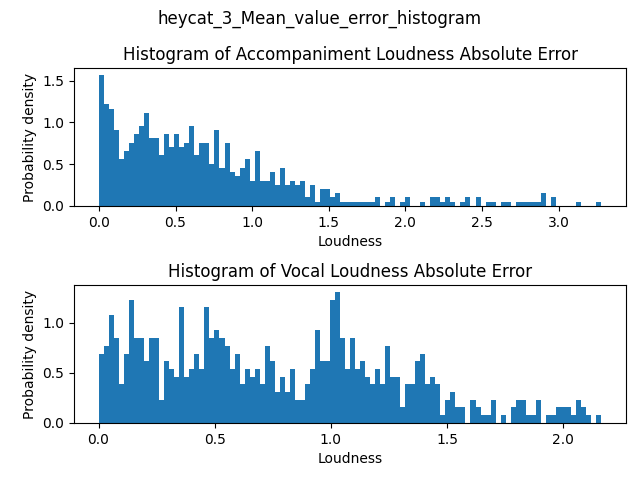 heycat_3_Mean_value_error_histogram
Histogram of Accompaniment Loudness Absolute Error
Probability density
1.5
1.0
0.5
0.0
0.0 0.5 1.0 1.5 2.0 2.5 3.0
Loudness
Histogram of Vocal Loudness Absolute Error
Probability density
1.0
0.5
0.0
0.0 0.5 1.0 1.5 2.0
Loudness